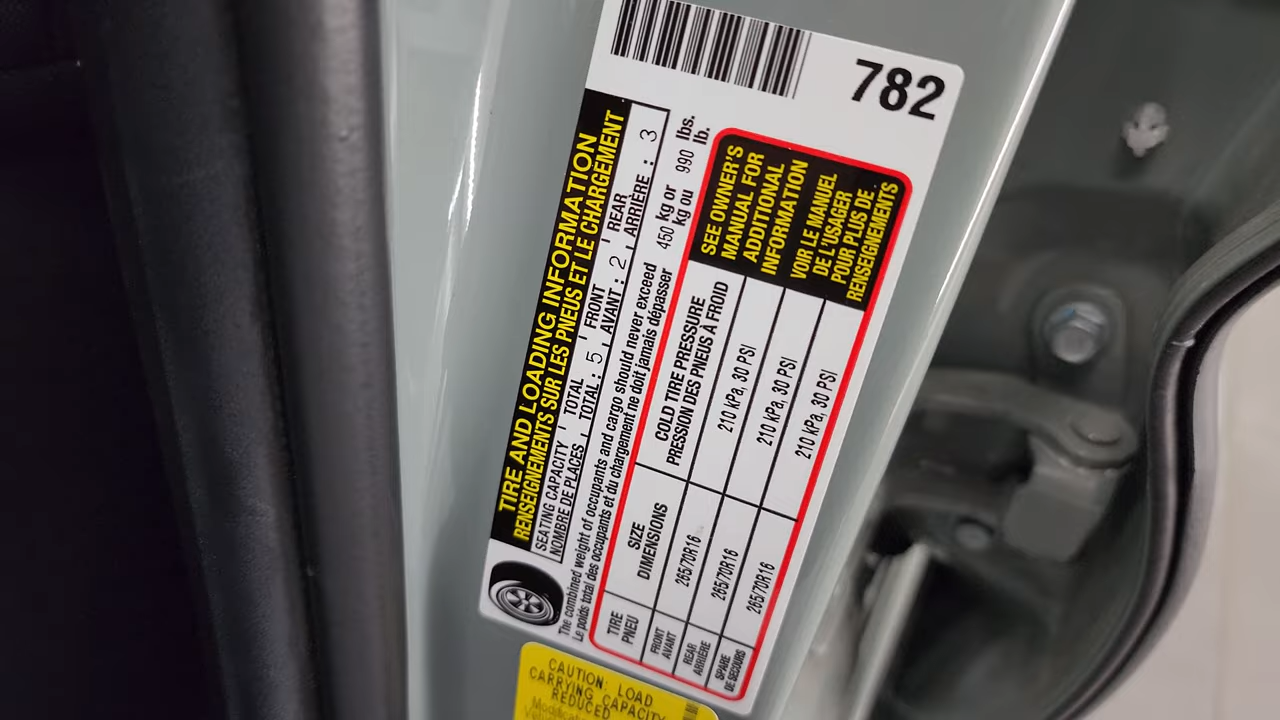 782
TIRE AND LOADING INFORMATION
RENSEIGNEMENTS SUR LES PNEUS ET LE CHARGEMENT
SEATING CAPACITY TOTAL FRONT REAR
NOMBRE DE PLACES TOTAL : 5 AVANT : 2 ARRIÈRE : 3
The combined weight of occupants and cargo should never exceed 450 kg or 990 lbs.
Le poids total des occupants et du chargement ne doit jamais dépasser kg ou lb.
TIRE SIZE COLD TIRE PRESSURE
PNEU DIMENSIONS PRESSION DES PNEUS À FROID
FRONT
AVANT
265/70R16 210 kPa, 30 PSI
REAR
ARRIÈRE
265/70R16 210 kPa, 30 PSI
SPARE
DE SECOURS
265/70R16 210 kPa, 30 PSI
SEE OWNER'S
MANUAL FOR
ADDITIONAL
INFORMATION
VOIR LE MANUEL
DE L'USAGER
POUR PLUS DE
RENSEIGNEMENTS
CAUTION: LOAD
CARRYING CAPACITY
REDUCED